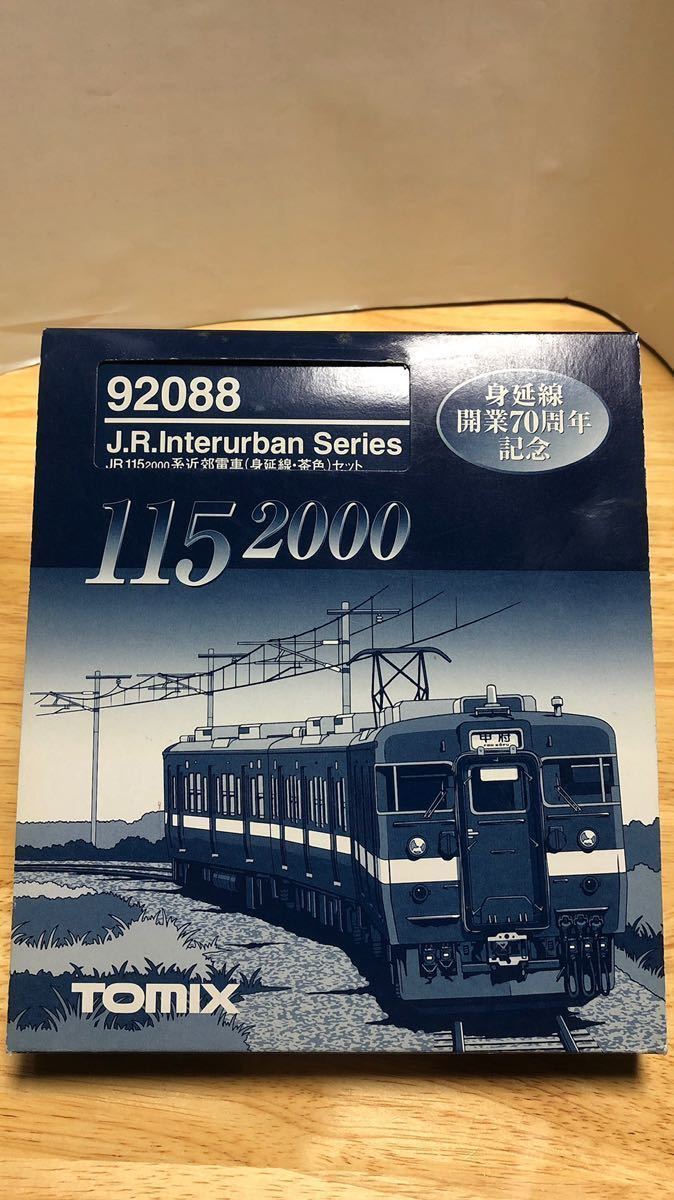 92088
J.R.Interurban Series
JR 115 2000系近郊電車(身延線・茶色)セット
身延線
開業70周年
記念
115 2000
甲府
TOMIX